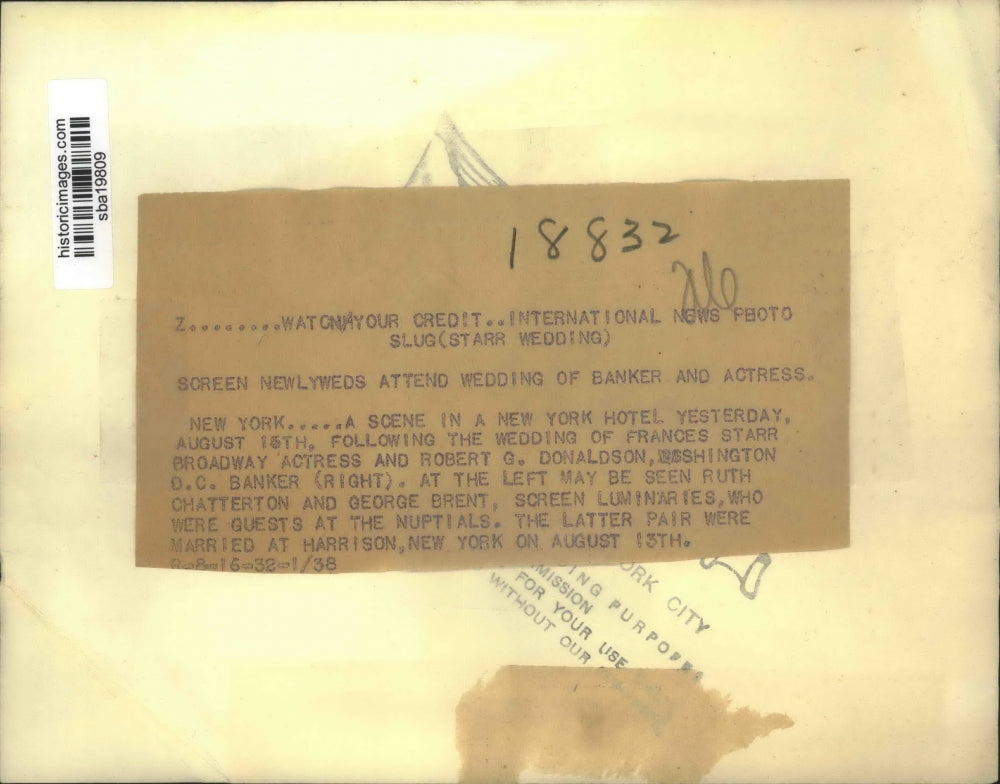 historicimages.com
sba19809
18832
Z.........WATCH YOUR CREDIT..INTERNATIONAL NEWS PHOTO
SLUG(STARR WEDDING)
SCREEN NEWLYWEDS ATTEND WEDDING OF BANKER AND ACTRESS.
NEW YORK.....A SCENE IN A NEW YORK HOTEL YESTERDAY,
AUGUST 15TH, FOLLOWING THE WEDDING OF FRANCES STARR
BROADWAY ACTRESS AND ROBERT G. DONALDSON, WASHINGTON
D.C. BANKER (RIGHT). AT THE LEFT MAY BE SEEN RUTH
CHATTERTON AND GEORGE BRENT, SCREEN LUMINARIES,WHO
WERE GUESTS AT THE NUPTIALS. THE LATTER PAIR WERE
MARRIED AT HARRISON,NEW YORK ON AUGUST 13TH.
R-8-16-32-1/38
ORK CITY
ING PURPOSES
MISSION
FOR YOUR USE
WITHOUT OUR